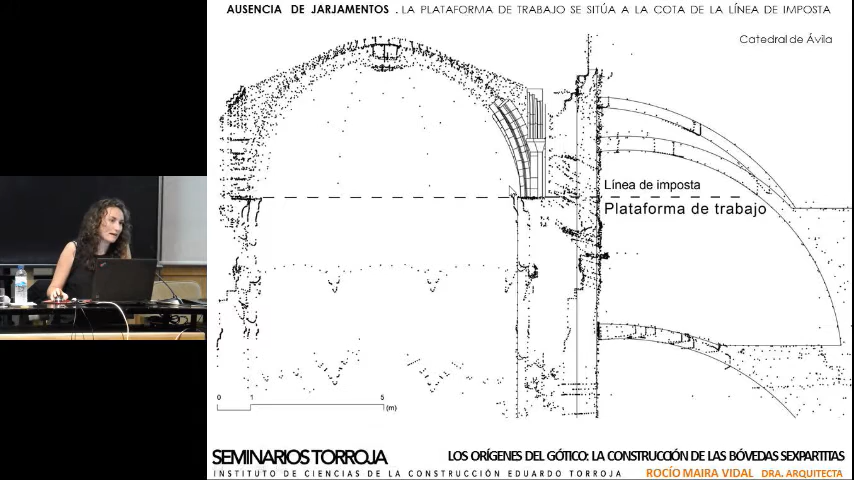 AUSENCIA DE JARJAMENTOS . LA PLATAFORMA DE TRABAJO SE SITÚA A LA COTA DE LA LÍNEA DE IMPOSTA
Catedral de Ávila
Línea de imposta
Plataforma de trabajo
0 1 5
(m)
SEMINARIOS TORROJA
LOS ORÍGENES DEL GÓTICO: LA CONSTRUCCIÓN DE LAS BÓVEDAS SEXPARTITAS
INSTITUTO DE CIENCIAS DE LA CONSTRUCCIÓN EDUARDO TORROJA
ROCÍO MAIRA VIDAL DRA. ARQUITECTA